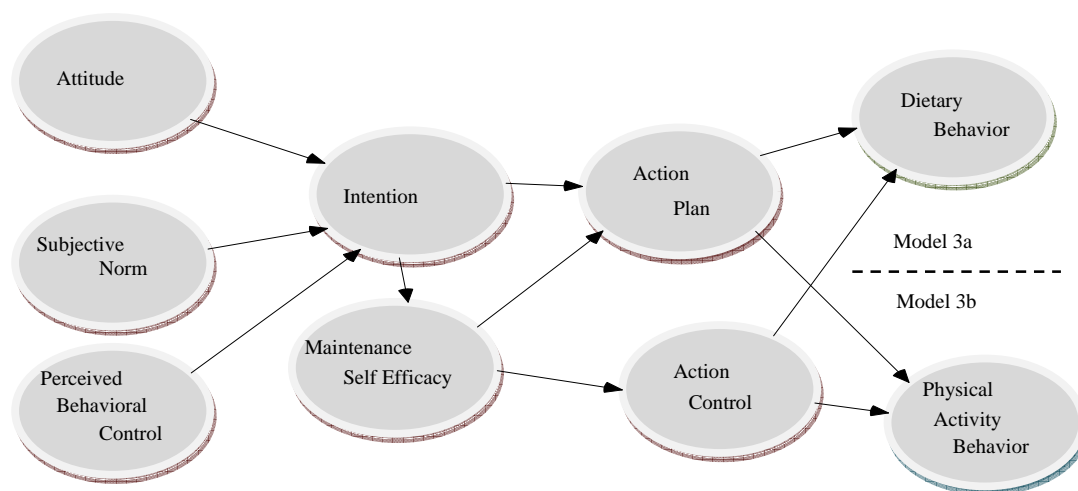 Attitude
Subjective
Norm
Perceived
Behavioral
Control
Intention
Maintenance
Self Efficacy
Action
Plan
Action
Control
Dietary
Behavior
Model 3a
Model 3b
Physical
Activity
Behavior